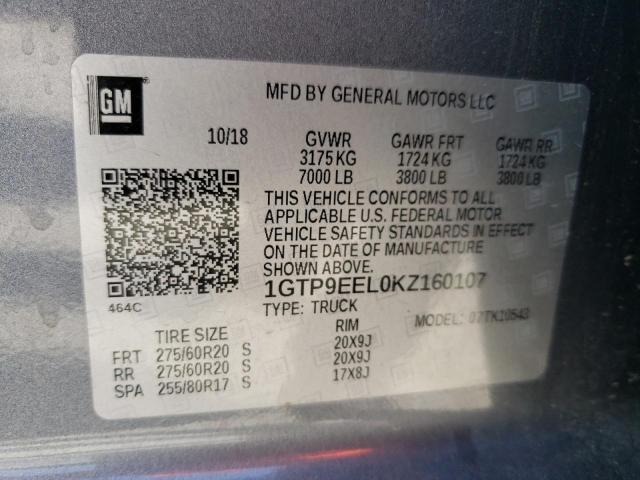 GM
MFD BY GENERAL MOTORS LLC
10/18 GVWR GAWR FRT GAWR RR
3175 KG 1724 KG 1724 KG
7000 LB 3800 LB 3800 LB
THIS VEHICLE CONFORMS TO ALL
APPLICABLE U.S. FEDERAL MOTOR
VEHICLE SAFETY STANDARDS IN EFFECT
ON THE DATE OF MANUFACTURE
SHOWN ABOVE.
1GTP9EEL0KZ160107
464C
TYPE: TRUCK MODEL: 07TK10543
TIRE SIZE RIM
FRT 275/60R20 S 20X9J
RR 275/60R20 S 20X9J
SPA 255/80R17 S 17X8J